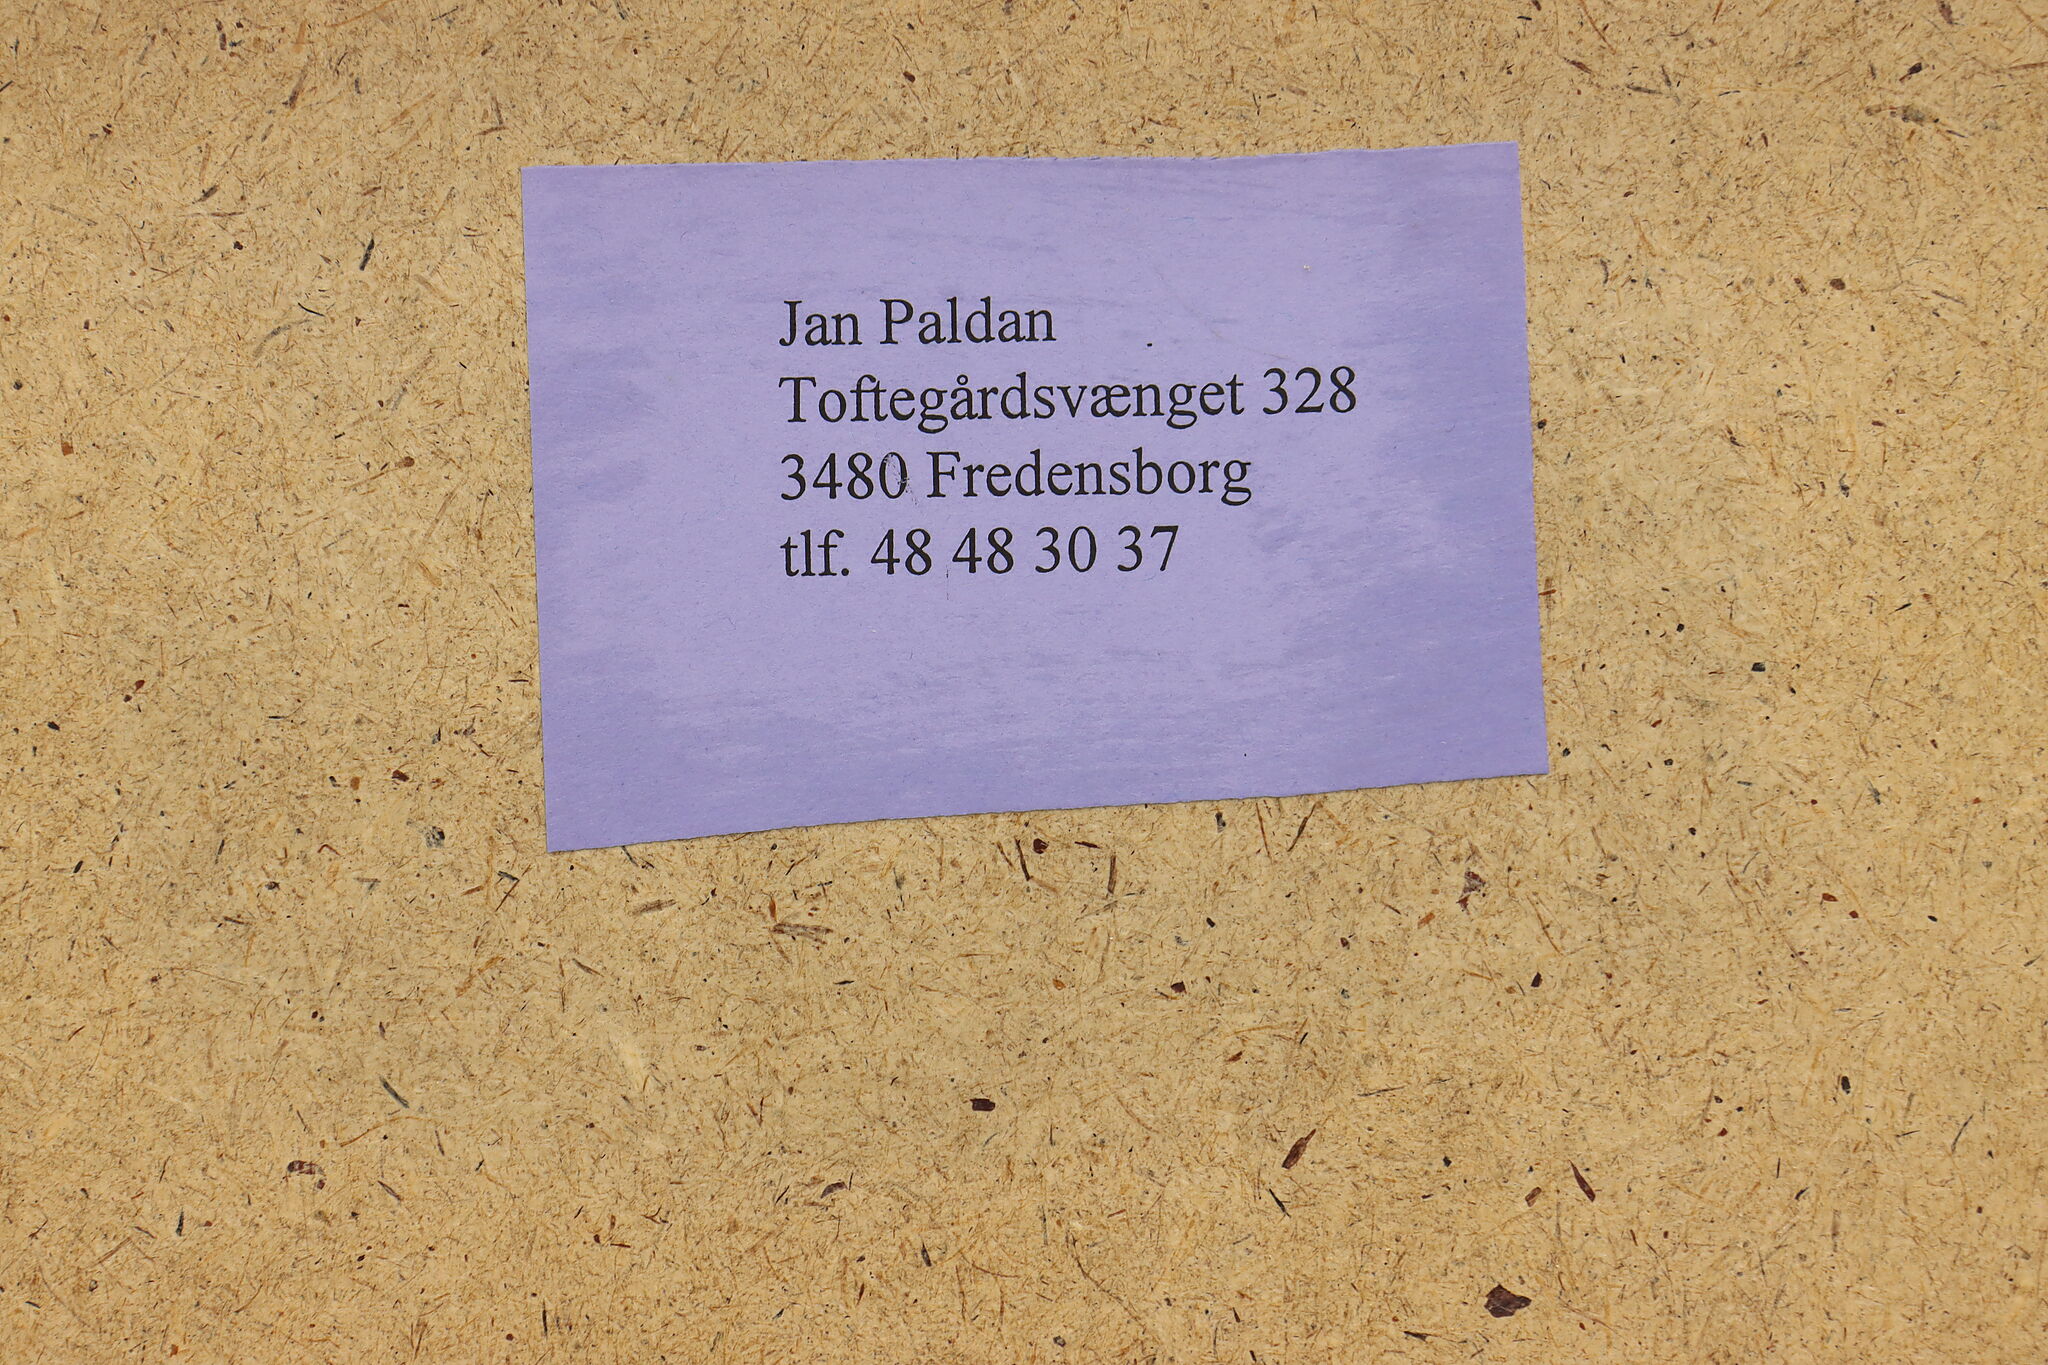 Jan Paldan
Toftegårdsvænget 328
3480 Fredensborg
tlf. 48 48 30 37